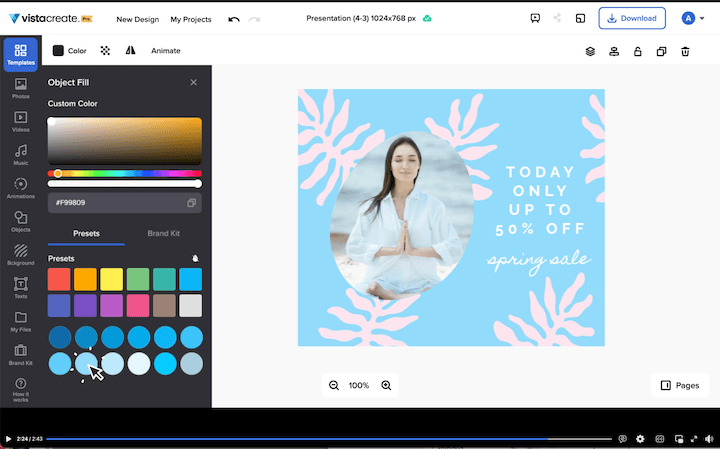 vistacreate. Pro
New Design
My Projects
Presentation (4-3) 1024x768 px
Download
A
Templates
Color
Animate
Photos
Videos
Music
Animations
Objects
Bckground
Texts
My Files
Brand Kit
How it
works
Object Fill
Custom Color
#F99809
Presets
Brand Kit
Presets
TODAY
ONLY
UP TO
50% OFF
spring sale
100%
Pages
2:24 / 2:43